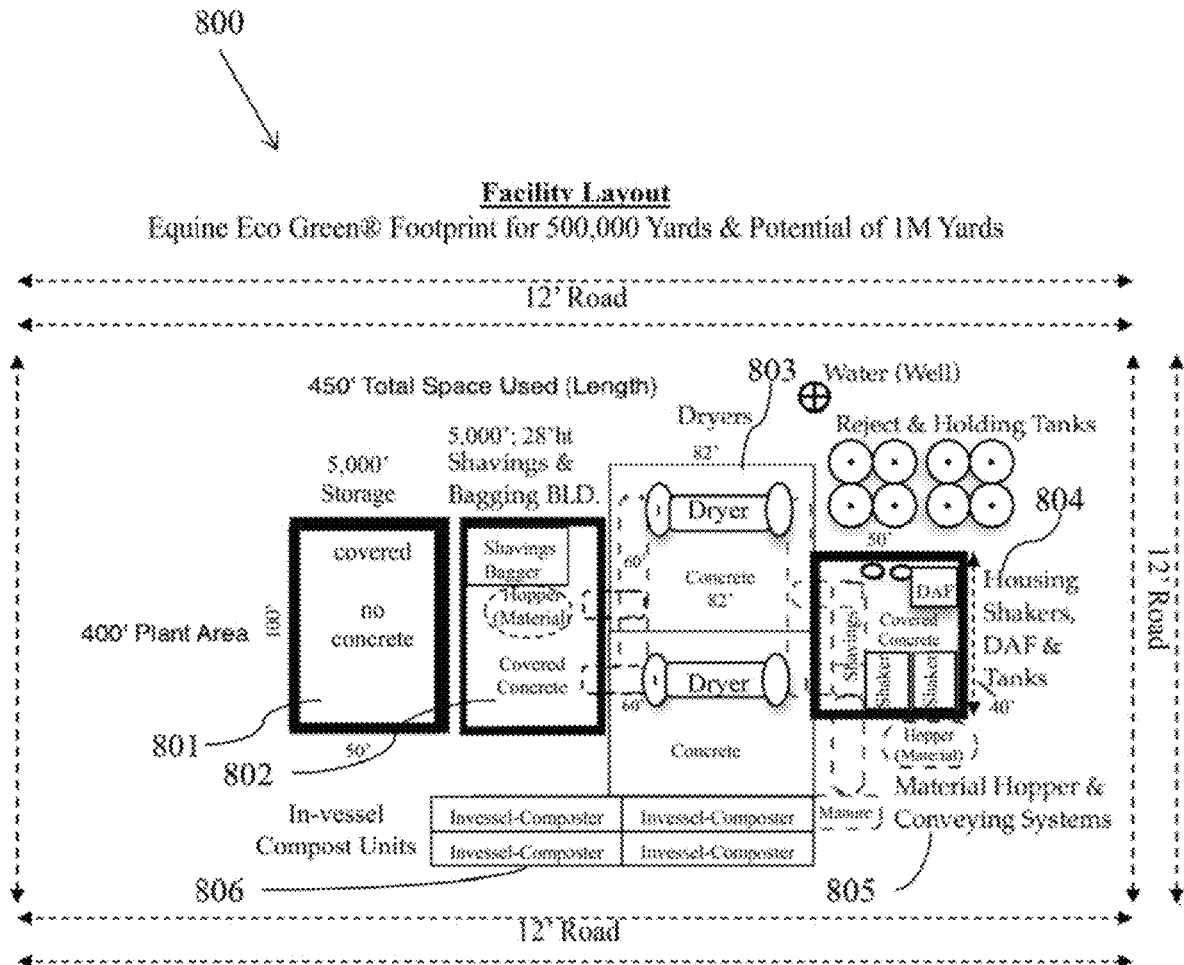 800
Facility Layout
Equine Eco Green® Footprint for 500,000 Yards & Potential of 1M Yards
12' Road
450' Total Space Used (Length)
803
Water (Well)
Dryers
Reject & Holding Tanks
5,000'; 28'ht
82'
5,000'
Shavings &
Storage
Bagging BLD.
Dryer
50'
804
covered
Shavings
Bagger
60'
Concrete
82'
DAF
Housing
Shakers,
DAF &
Tanks
12' Road
no
concrete
Hopper
(Material)
Covered
Concrete
Shavings
Covered
Concrete
400' Plant Area
100'
Dryer
60'
Shaker
Shaker
40'
801
50'
802
Concrete
Hopper
(Material)
In-vessel
Compost Units
Invessel-Composter
Invessel-Composter
Manure
Material Hopper &
Conveying Systems
Invessel-Composter
Invessel-Composter
806
805
12' Road